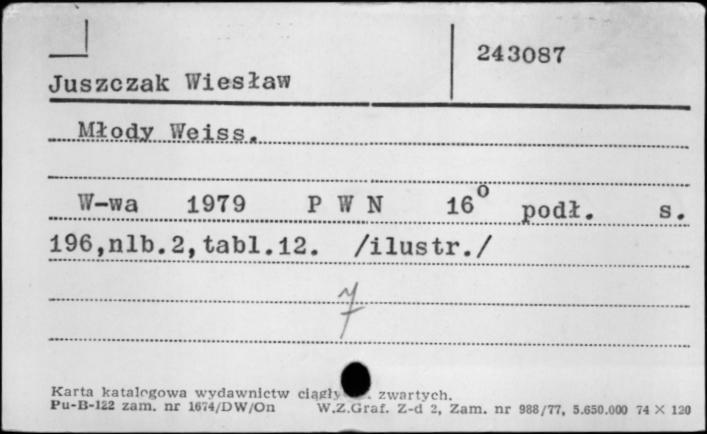 243087
Juszczak Wiesław
Młody Weiss.
W-wa 1979 P W N 16° podł. s.
196,nlb.2,tabl.12. /ilustr./
7
Karta katalogowa wydawnictw zwartych.
Pu-B-122 zam. nr 1674/DW/On W.Z.Graf. Z-d 2, Zam. nr 988/77, 5.650.000 74 × 120